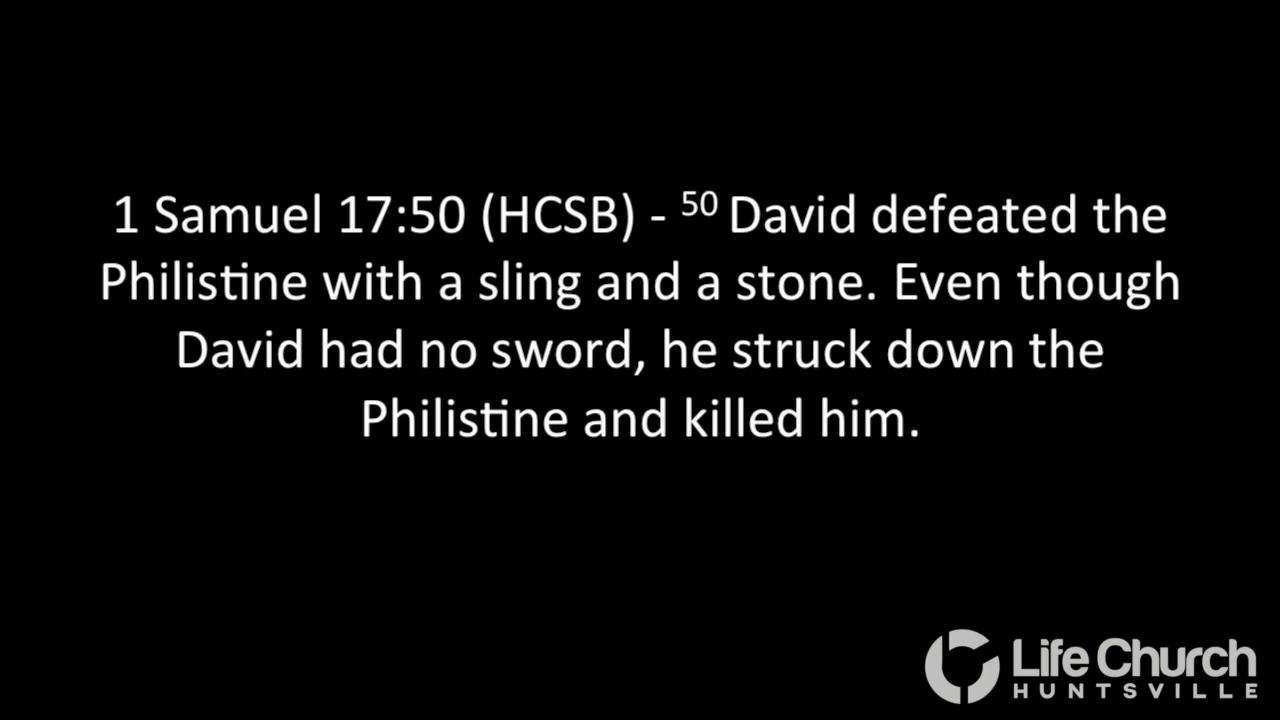 1 Samuel 17:50 (HCSB) - 50 David defeated the
Philistine with a sling and a stone. Even though
David had no sword, he struck down the
Philistine and killed him.
Life Church
HUNTSVILLE